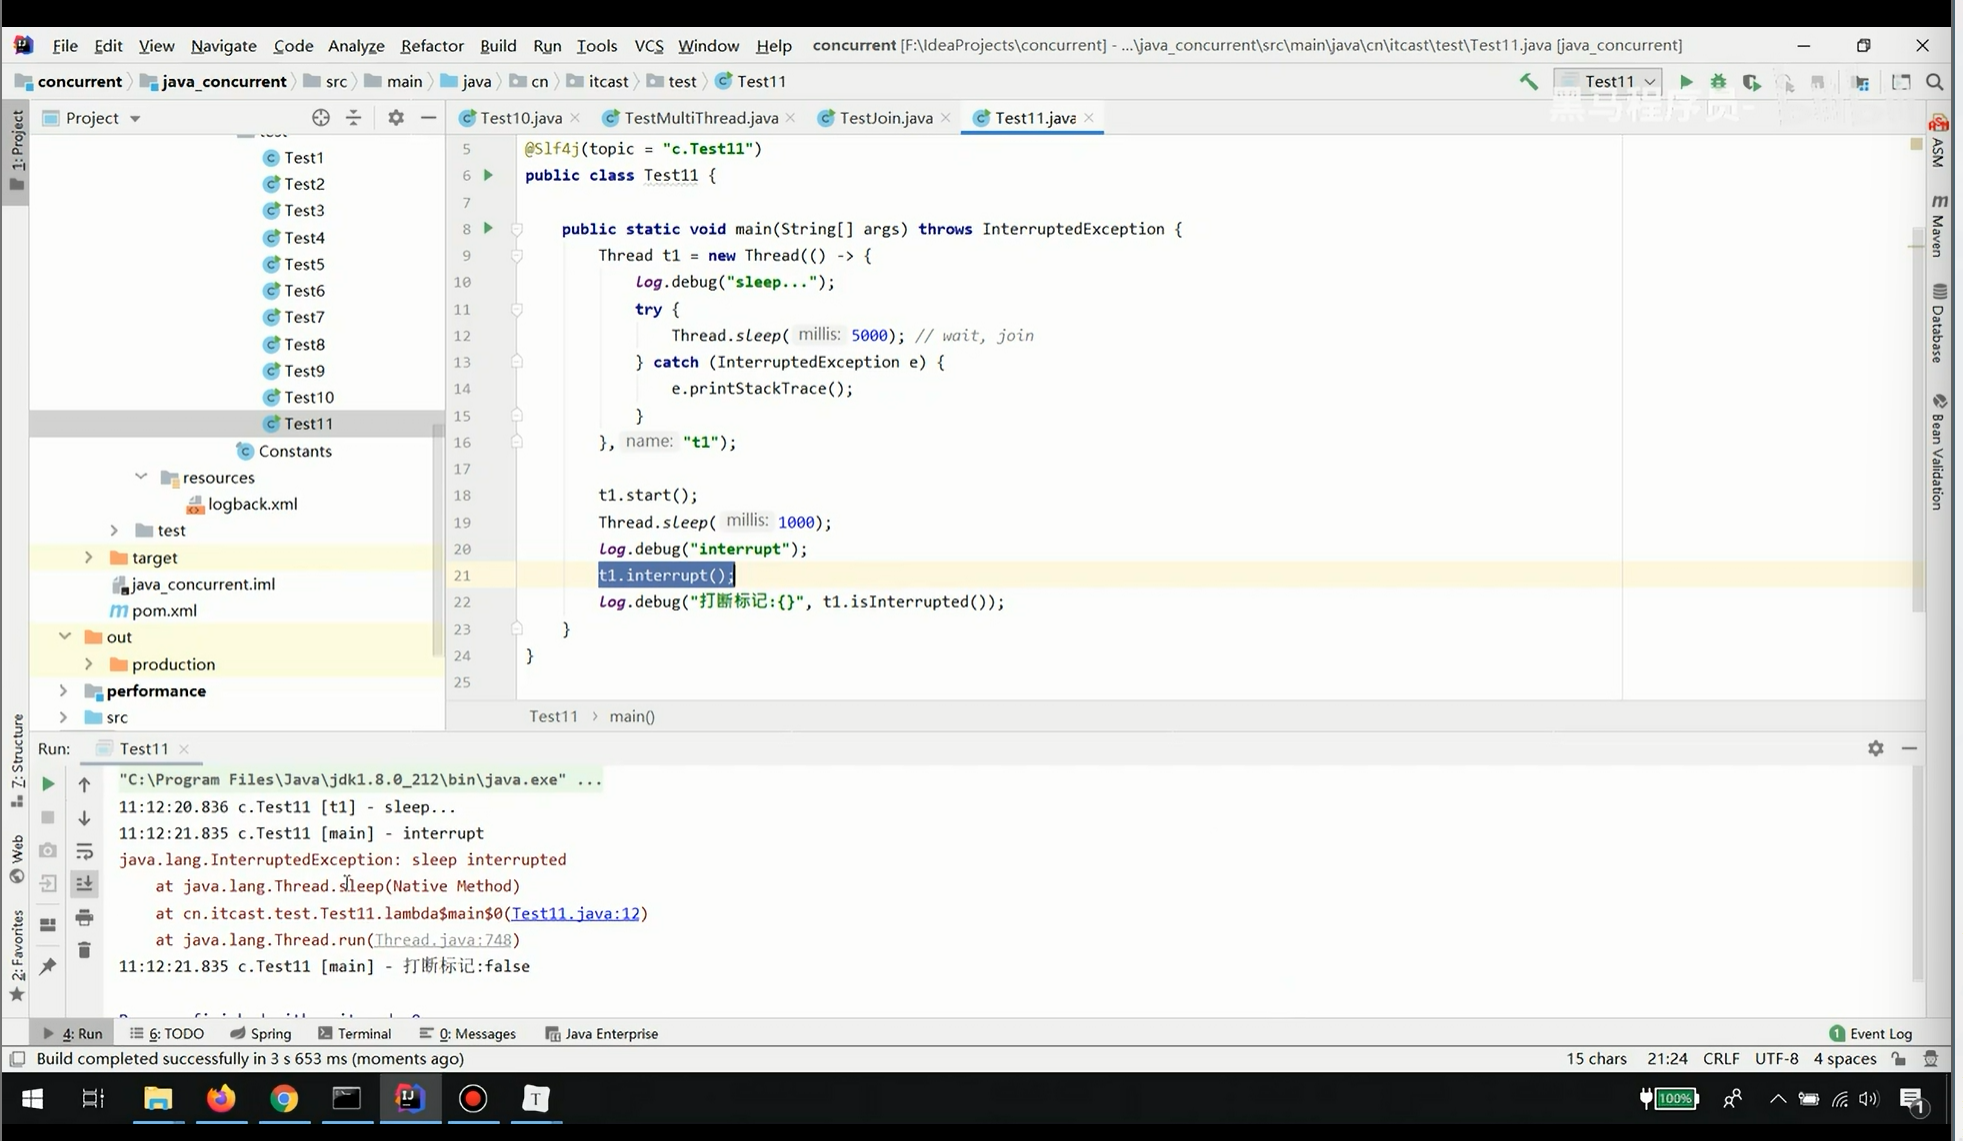 File Edit View Navigate Code Analyze Refactor Build Run Tools VCS Window Help concurrent [F:\IdeaProjects\concurrent] - ...\java_concurrent\src\main\java\cn\itcast\test\Test11.java [java_concurrent]
concurrent java_concurrent src main java cn itcast test Test11 Test11
黑马程序员-
Project
Test10.java TestMultiThread.java TestJoin.java Test11.java
1: Project
ASM
Maven
Database
Bean Validation
Test1
Test2
Test3
Test4
Test5
Test6
Test7
Test8
Test9
Test10
Test11
Constants
resources
logback.xml
test
target
java_concurrent.iml
pom.xml
out
production
performance
src
5 @Slf4j(topic = "c.Test11")
6 public class Test11 {
7
8 public static void main(String[] args) throws InterruptedException {
9 Thread t1 = new Thread(() -> {
10 log.debug("sleep...");
11 try {
12 Thread.sleep( millis: 5000); // wait, join
13 } catch (InterruptedException e) {
14 e.printStackTrace();
15 }
16 }, name: "t1");
17
18 t1.start();
19 Thread.sleep( millis: 1000);
20 log.debug("interrupt");
21 t1.interrupt();
22 log.debug("打断标记:{}", t1.isInterrupted());
23 }
24 }
25
Test11 main()
Z: Structure
Web
2: Favorites
Run: Test11
"C:\Program Files\Java\jdk1.8.0_212\bin\java.exe" ...
11:12:20.836 c.Test11 [t1] - sleep...
11:12:21.835 c.Test11 [main] - interrupt
java.lang.InterruptedException: sleep interrupted
at java.lang.Thread.sleep(Native Method)
at cn.itcast.test.Test11.lambda$main$0(Test11.java:12)
at java.lang.Thread.run(Thread.java:748)
11:12:21.835 c.Test11 [main] - 打断标记:false
4: Run 6: TODO Spring Terminal 0: Messages Java Enterprise 1 Event Log
Build completed successfully in 3 s 653 ms (moments ago) 15 chars 21:24 CRLF UTF-8 4 spaces
T 100% 1